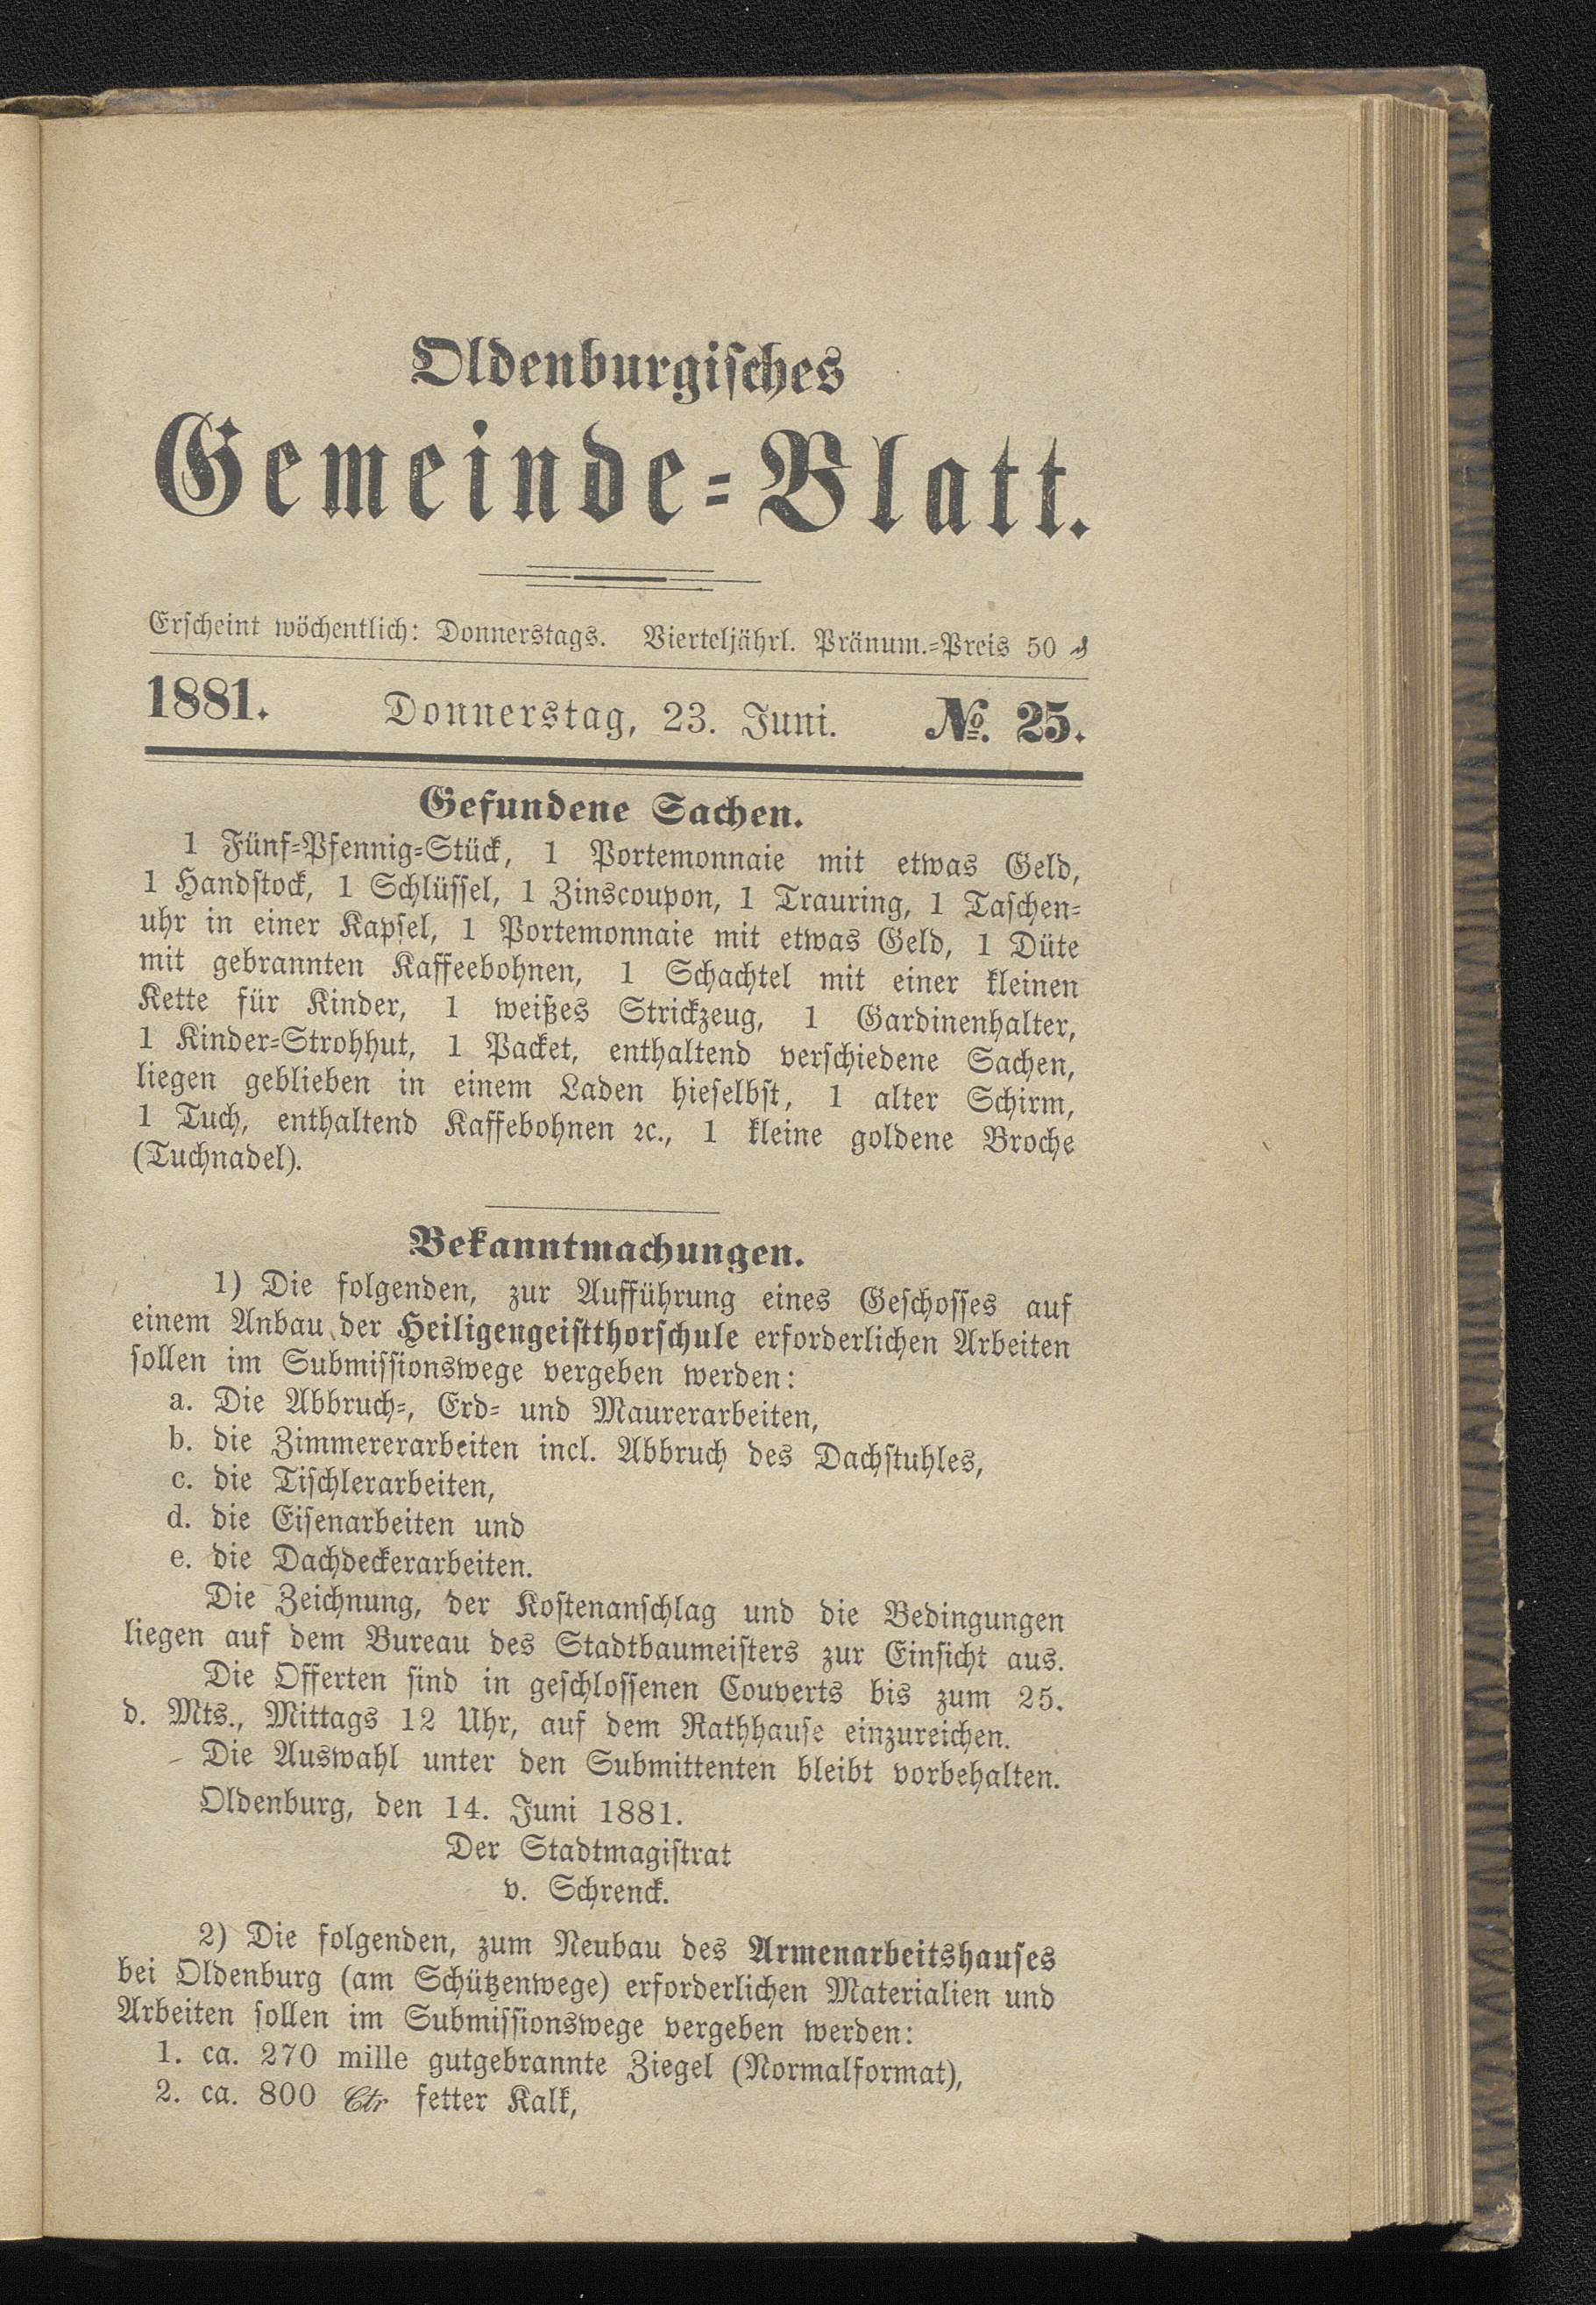 Oldenburgisches
Gemeinde-Blatt.
Erscheint wöchentlich: Donnerstags. Vierteljährl. Pränum.-Preis 50 ₰
1881. Donnerstag, 23. Juni. №. 25.
Gefundene Sachen.
1 Fünf-Pfennig-Stück, 1 Portemonnaie mit etwas Geld,
1 Handstock, 1 Schlüssel, 1 Zinscoupon, 1 Trauring, 1 Taschen-
uhr in einer Kapsel, 1 Portemonnaie mit etwas Geld, 1 Düte
mit gebrannten Kaffeebohnen, 1 Schachtel mit einer kleinen
Kette für Kinder, 1 weißes Strickzeug, 1 Gardinenhalter,
1 Kinder-Strohhut, 1 Packet, enthaltend verschiedene Sachen,
liegen geblieben in einem Laden hieselbst, 1 alter Schirm,
1 Tuch, enthaltend Kaffebohnen ꝛc., 1 kleine goldene Broche
(Tuchnadel).
Bekanntmachungen.
1) Die folgenden, zur Aufführung eines Geschosses auf
einem Anbau der Heiligengeistthorschule erforderlichen Arbeiten
sollen im Submissionswege vergeben werden:
a. Die Abbruch-, Erd- und Maurerarbeiten,
b. die Zimmererarbeiten incl. Abbruch des Dachstuhles,
c. die Tischlerarbeiten,
d. die Eisenarbeiten und
e. die Dachdeckerarbeiten.
Die Zeichnung, der Kostenanschlag und die Bedingungen
liegen auf dem Bureau des Stadtbaumeisters zur Einsicht aus.
Die Offerten sind in geschlossenen Couverts bis zum 25.
d. Mts., Mittags 12 Uhr, auf dem Rathhause einzureichen.
Die Auswahl unter den Submittenten bleibt vorbehalten.
Oldenburg, den 14. Juni 1881.
Der Stadtmagistrat
v. Schrenck.
2) Die folgenden, zum Neubau des Armenarbeitshauses
bei Oldenburg (am Schützenwege) erforderlichen Materialien und
Arbeiten sollen im Submissionswege vergeben werden:
1. ca. 270 mille gutgebrannte Ziegel (Normalformat),
2. ca. 800 Ctr fetter Kalk,